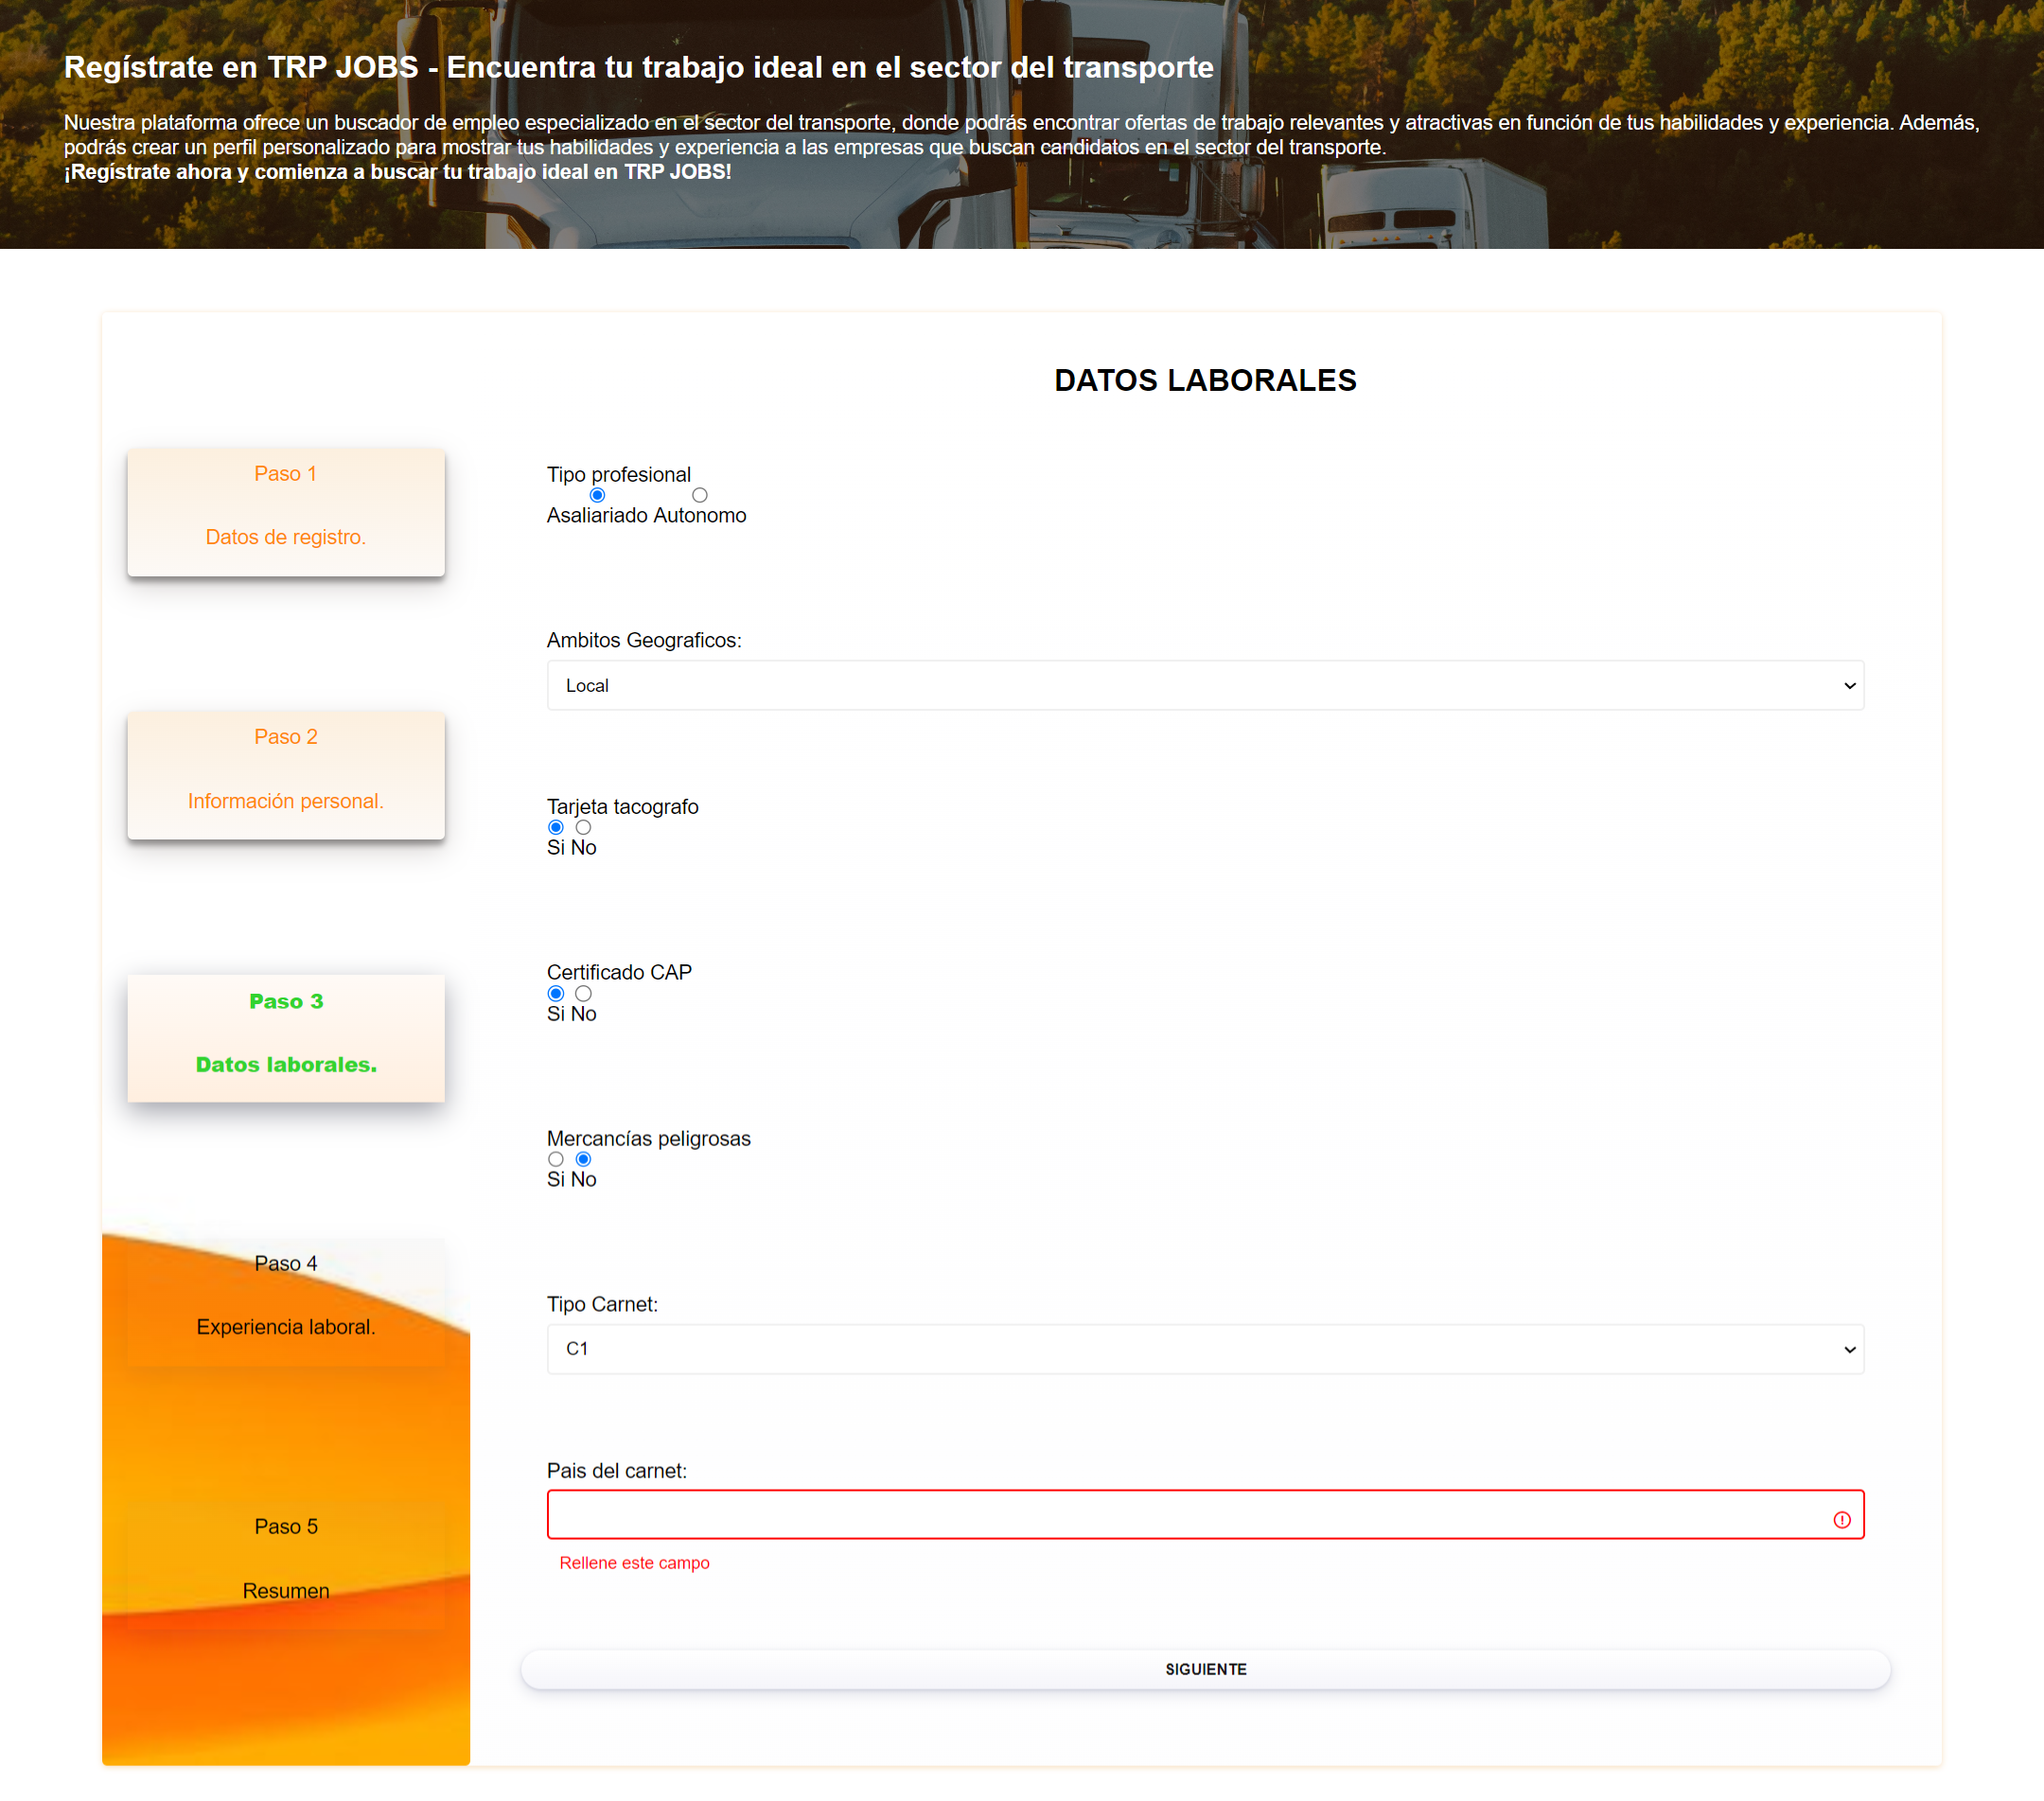 Regístrate en TRP JOBS - Encuentra tu trabajo ideal en el sector del transporte
Nuestra plataforma ofrece un buscador de empleo especializado en el sector del transporte, donde podrás encontrar ofertas de trabajo relevantes y atractivas en función de tus habilidades y experiencia. Además,
podrás crear un perfil personalizado para mostrar tus habilidades y experiencia a las empresas que buscan candidatos en el sector del transporte.
¡Regístrate ahora y comienza a buscar tu trabajo ideal en TRP JOBS!
Paso 1
Datos de registro.
Paso 2
Información personal.
Paso 3
Datos laborales.
Paso 4
Experiencia laboral.
Paso 5
Resumen
DATOS LABORALES
Tipo profesional
Asaliariado Autonomo
Ambitos Geograficos:
Local
Tarjeta tacografo
Si No
Certificado CAP
Si No
Mercancías peligrosas
Si No
Tipo Carnet:
C1
Pais del carnet:
Rellene este campo
SIGUIENTE